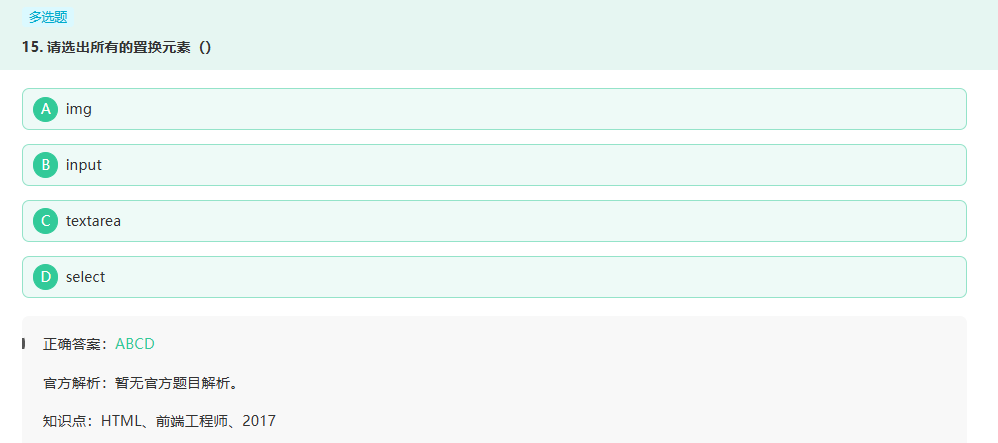 多选题
15. 请选出所有的置换元素（）
A img
B input
C textarea
D select
正确答案：ABCD
官方解析：暂无官方题目解析。
知识点：HTML、前端工程师、2017